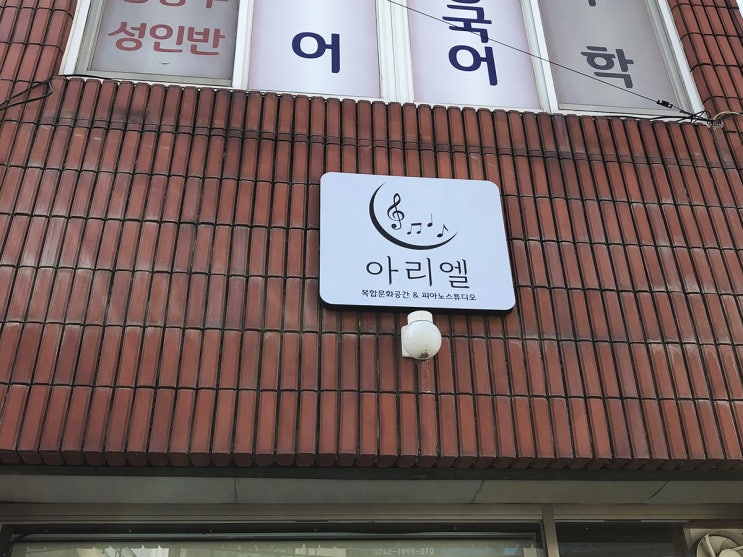 성인반
어
국어
학
아리엘
복합문화공간 & 피아노스튜디오